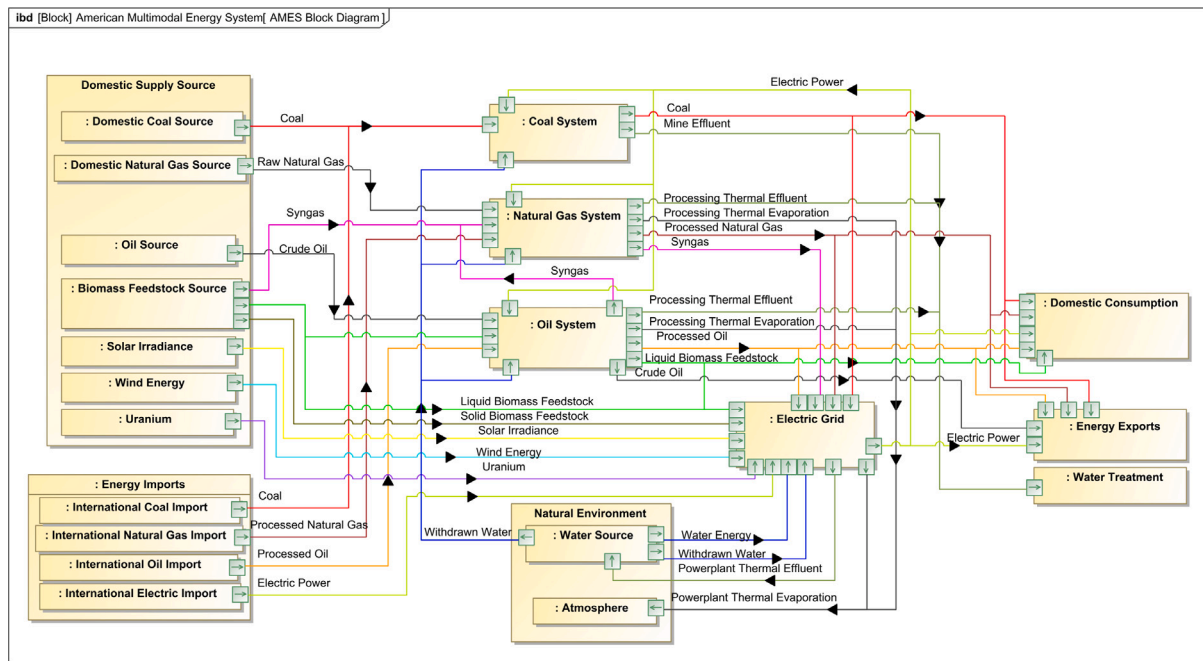 ibd [Block] American Multimodal Energy System[ AMES Block Diagram ]
Domestic Supply Source
: Domestic Coal Source
: Domestic Natural Gas Source
: Oil Source
: Biomass Feedstock Source
: Solar Irradiance
: Wind Energy
: Uranium
: Energy Imports
: International Coal Import
: International Natural Gas Import
: International Oil Import
: International Electric Import
Coal
Raw Natural Gas
Syngas
Crude Oil
Liquid Biomass Feedstock
Solid Biomass Feedstock
Solar Irradiance
Wind Energy
Uranium
Coal
Processed Natural Gas
Processed Oil
Electric Power
: Coal System
: Natural Gas System
Syngas
: Oil System
Electric Power
Coal
Mine Effluent
Processing Thermal Effluent
Processing Thermal Evaporation
Processed Natural Gas
Syngas
Processing Thermal Effluent
Processing Thermal Evaporation
Processed Oil
Liquid Biomass Feedstock
Crude Oil
: Electric Grid
Electric Power
: Domestic Consumption
: Energy Exports
: Water Treatment
Natural Environment
Withdrawn Water
: Water Source
Water Energy
Withdrawn Water
Powerplant Thermal Effluent
: Atmosphere
Powerplant Thermal Evaporation